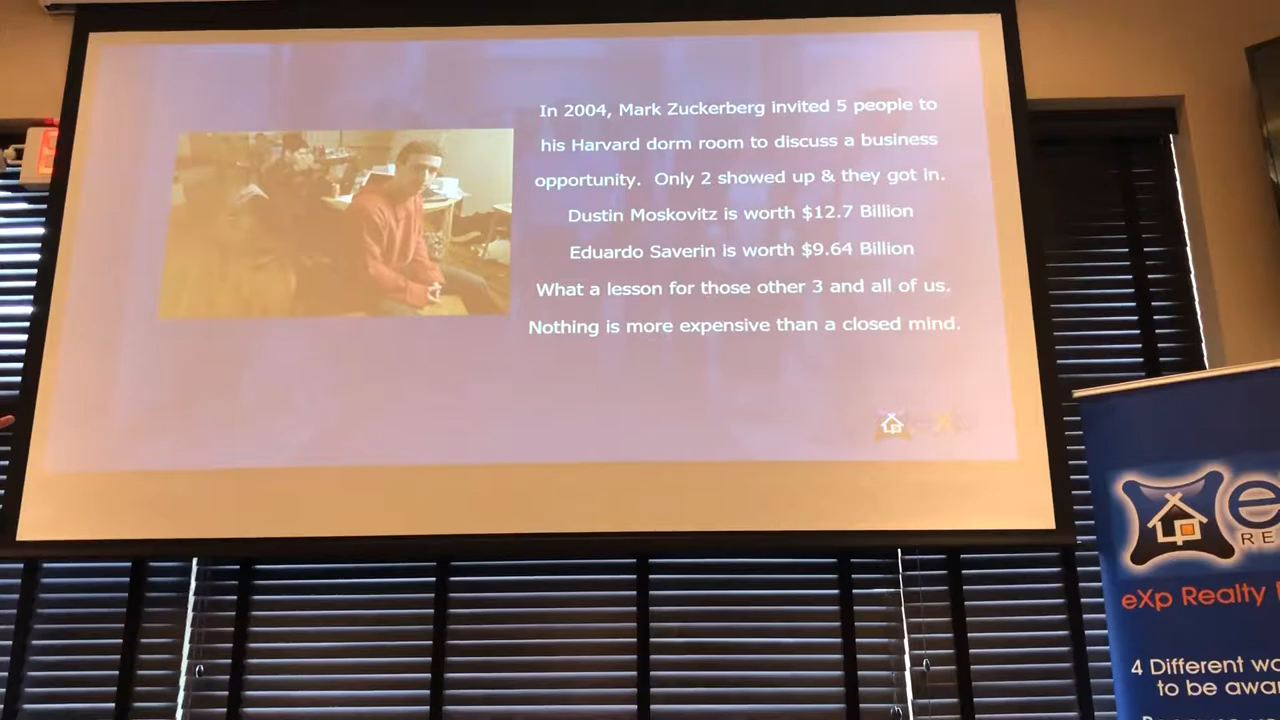 In 2004, Mark Zuckerberg invited 5 people to
his Harvard dorm room to discuss a business
opportunity. Only 2 showed up & they got in.
Dustin Moskovitz is worth $12.7 Billion
Eduardo Saverin is worth $9.64 Billion
What a lesson for those other 3 and all of us.
Nothing is more expensive than a closed mind.
eXp
e
RE
eXp Realty
4 Different
to be